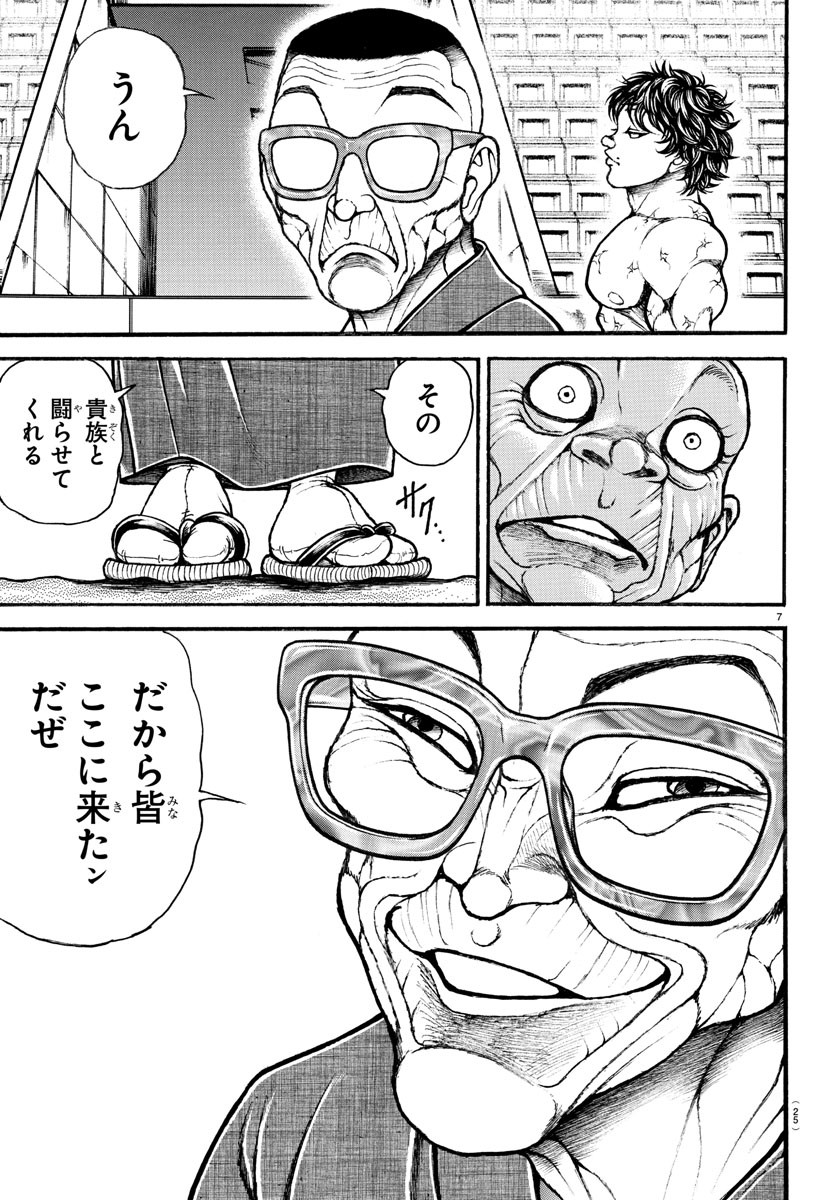 うん
その
サク…
貴族と
闘らせて
くれる
7
だから皆
ここに来たン
だぜ
(25)